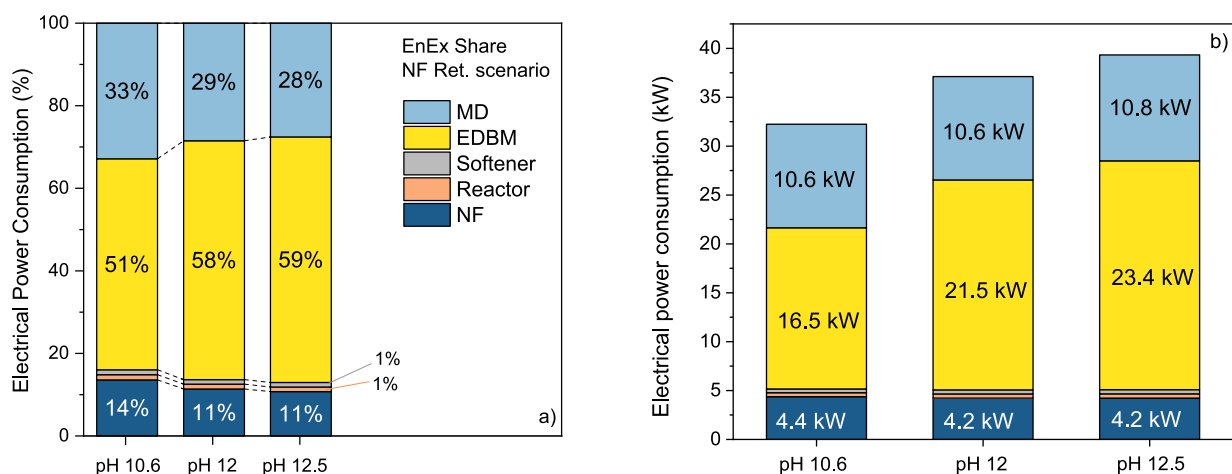 Electrical Power Consumption (%)
100
80
60
40
20
0
33%
29%
28%
51%
58%
59%
14%
11%
11%
1%
1%
pH 10.6
pH 12
pH 12.5
EnEx Share
NF Ret. scenario
MD
EDBM
Softener
Reactor
NF
a)
Electrical power consumption (kW)
40
35
30
25
20
15
10
5
0
10.6 kW
10.6 kW
10.8 kW
16.5 kW
21.5 kW
23.4 kW
4.4 kW
4.2 kW
4.2 kW
pH 10.6
pH 12
pH 12.5
b)